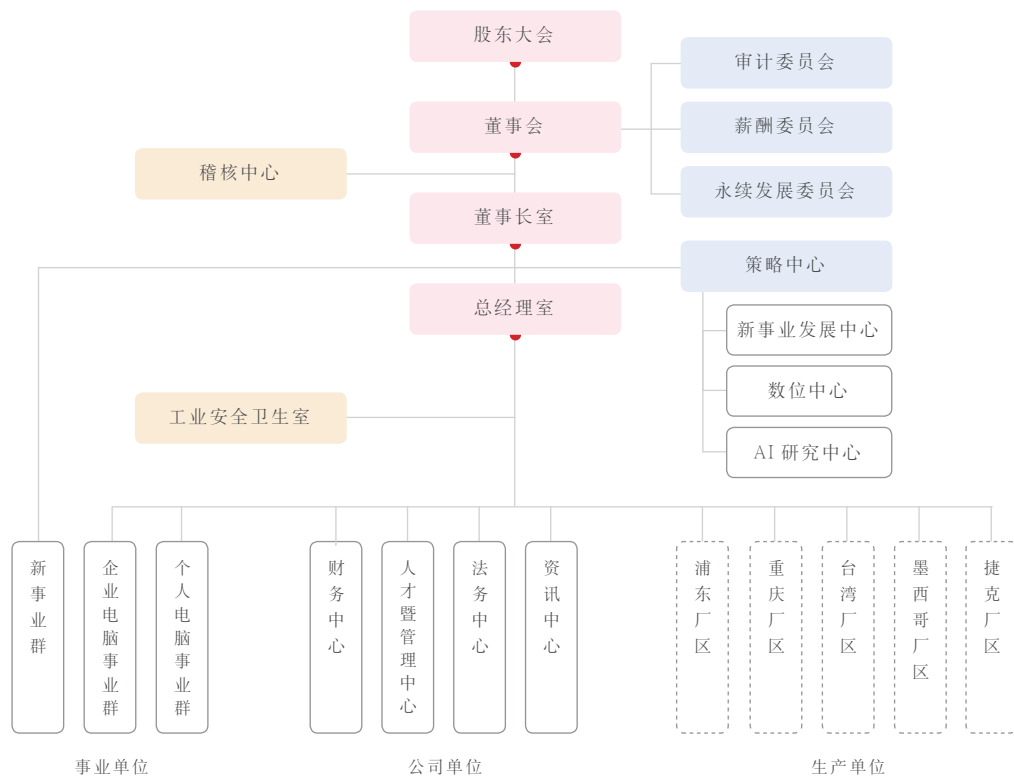 股东大会
审计委员会
董事会
薪酬委员会
稽核中心
永续发展委员会
董事长室
策略中心
总经理室
新事业发展中心
数位中心
工业安全卫生室
AI 研究中心
新事业群
企业电脑事业群
个人电脑事业群
财务中心
人才暨管理中心
法务中心
资讯中心
浦东厂区
重庆厂区
台湾厂区
墨西哥厂区
捷克厂区
事业单位
公司单位
生产单位